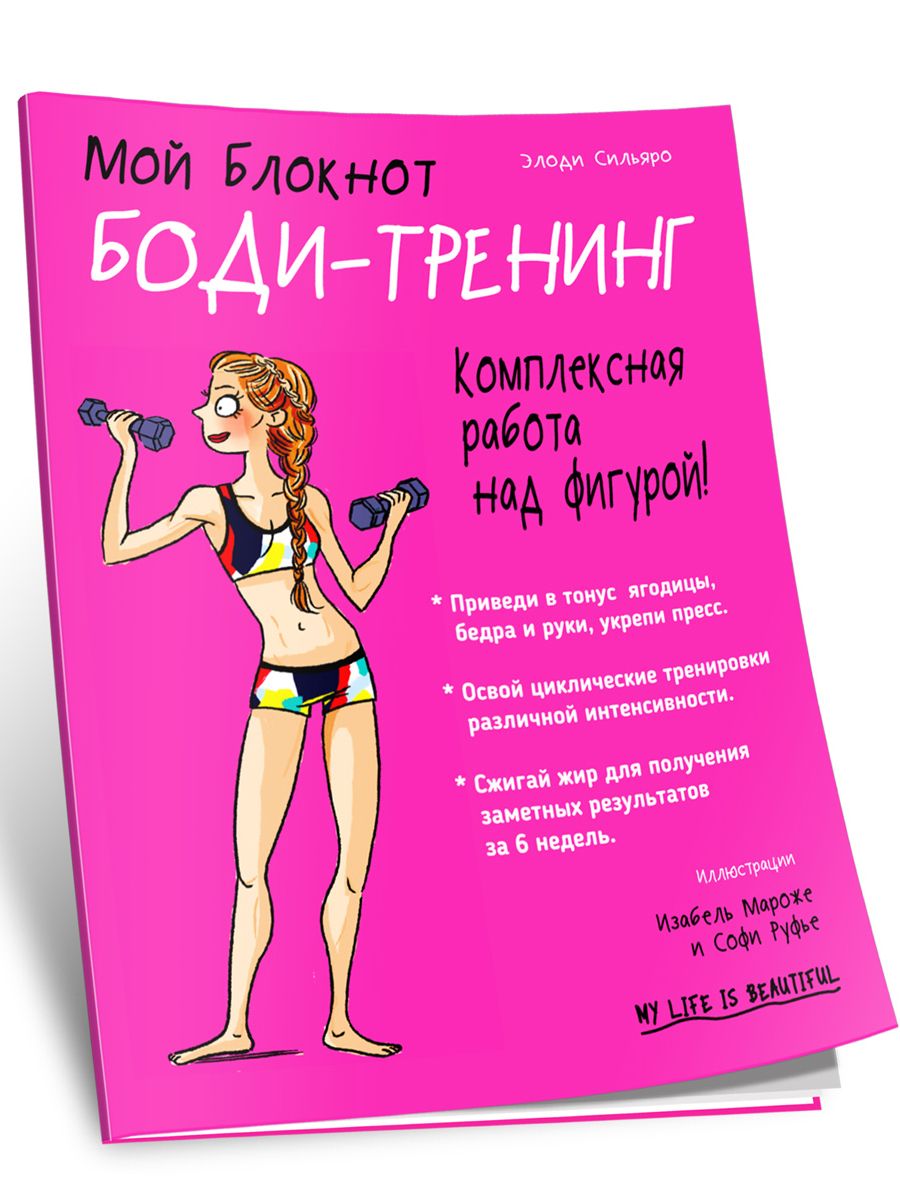 Мой Блокнот
Элоди Сильяро
БОДИ-ТРЕНИНГ
Комплексная
работа
над фигурой!
* Приведи в тонус ягодицы,
бедра и руки, укрепи пресс.
* Освой циклические тренировки
различной интенсивности.
* Сжигай жир для получения
заметных результатов
за 6 недель.
Иллюстрации
Изабель Мароже
и Софи Руфье
MY LIFE IS BEAUTIFUL